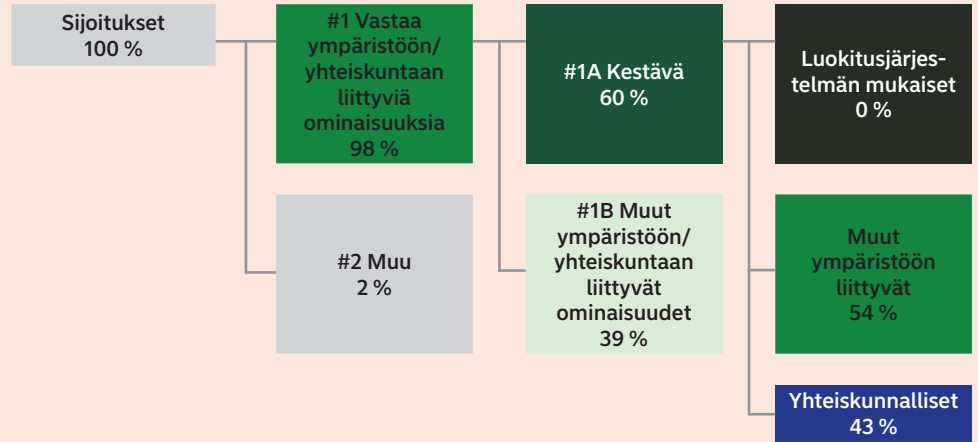 Sijoitukset
100 %
#1 Vastaa
ympäristöön/
yhteiskuntaan
liittyviä
ominaisuuksia
98 %
#2 Muu
2 %
#1A Kestävä
60 %
#1B Muut
ympäristöön/
yhteiskuntaan
liittyvät
ominaisuudet
39 %
Luokitusjärjes-
telmän mukaiset
0 %
Muut
ympäristöön
liittyvät
54 %
Yhteiskunnalliset
43 %